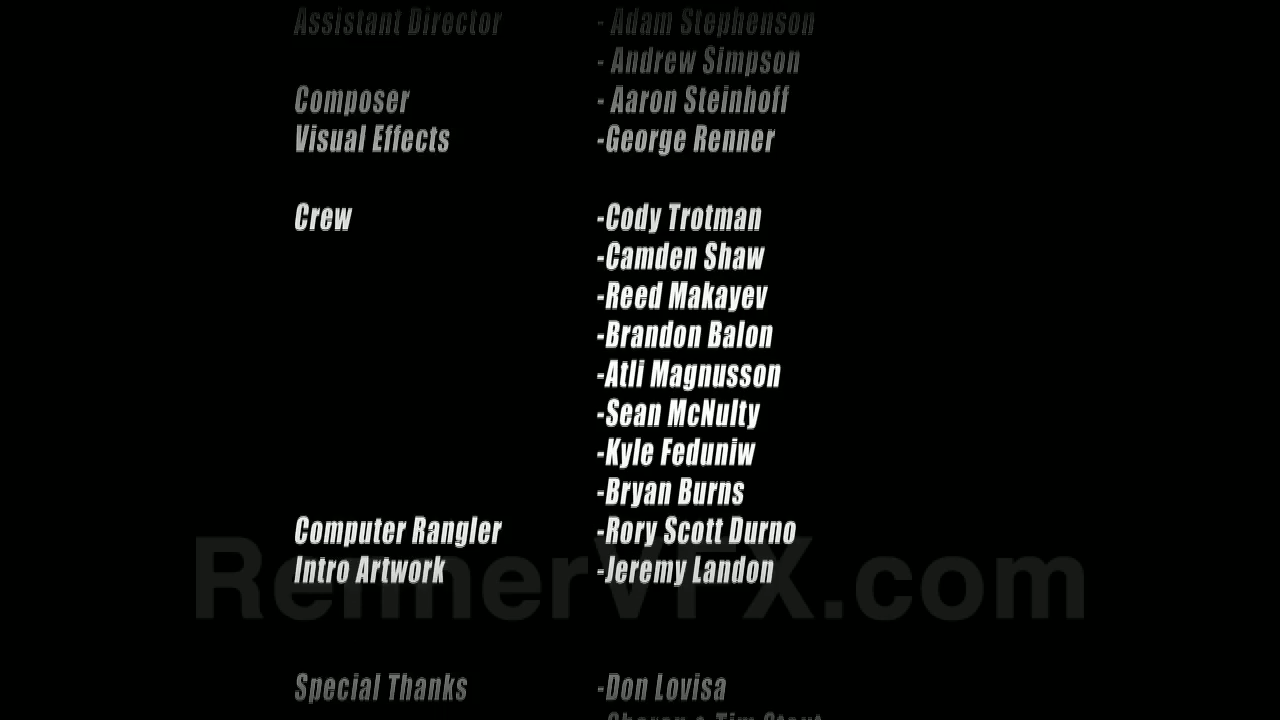 Assistant Director - Adam Stephenson
- Andrew Simpson
Composer - Aaron Steinhoff
Visual Effects -George Renner
Crew -Cody Trotman
-Camden Shaw
-Reed Makayev
-Brandon Balon
-Atli Magnusson
-Sean McNulty
-Kyle Feduniw
-Bryan Burns
Computer Rangler -Rory Scott Durno
Intro Artwork -Jeremy Landon
RennerVFX.com
Special Thanks -Don Lovisa